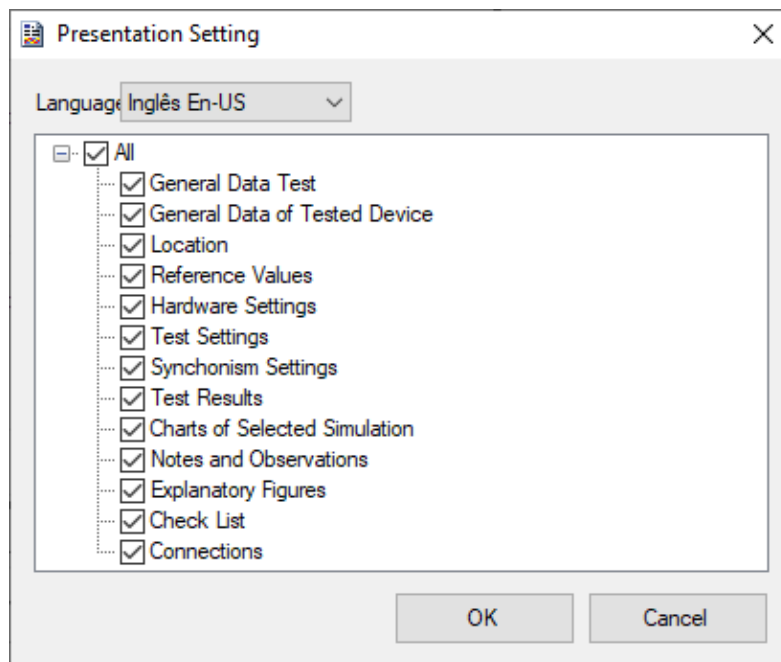 Presentation Setting
Language Inglês En-US
All
General Data Test
General Data of Tested Device
Location
Reference Values
Hardware Settings
Test Settings
Synchonism Settings
Test Results
Charts of Selected Simulation
Notes and Observations
Explanatory Figures
Check List
Connections
OK Cancel